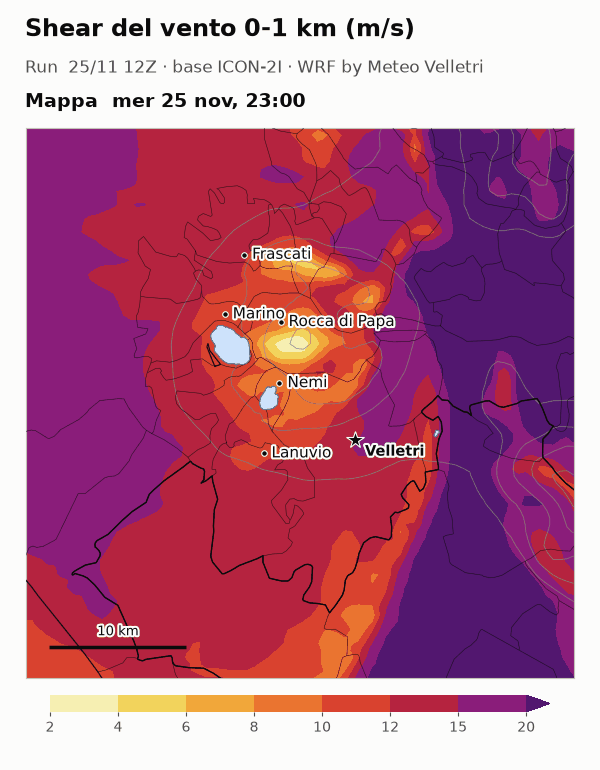 Shear del vento 0-1 km (m/s)
Run  25/11 12Z · base ICON-2I · WRF by Meteo Velletri
Mappa  mer 25 nov, 23:00
Frascati
Marino
Rocca di Papa
Nemi
Velletri
Lanuvio
10 km
2 4 6 8 10 12 15 20